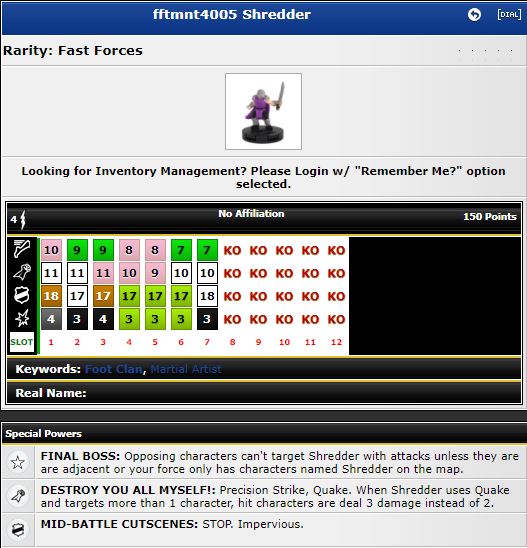 fftmnt4005 Shredder
[DIAL]
Rarity: Fast Forces
Looking for Inventory Management? Please Login w/ "Remember Me?" option
selected.
4
No Affiliation
150 Points
10 9 9 8 8 7 7 KO KO KO KO KO
11 11 11 10 9 10 10 KO KO KO KO KO
18 17 17 17 17 17 18 KO KO KO KO KO
4 3 4 3 3 3 3 KO KO KO KO KO
SLOT 1 2 3 4 5 6 7 8 9 10 11 12
Keywords: Foot Clan, Martial Artist
Real Name:
Special Powers
FINAL BOSS: Opposing characters can't target Shredder with attacks unless they are
are adjacent or your force only has characters named Shredder on the map.
DESTROY YOU ALL MYSELF!: Precision Strike, Quake. When Shredder uses Quake
and targets more than 1 character, hit characters are deal 3 damage instead of 2.
MID-BATTLE CUTSCENES: STOP. Impervious.